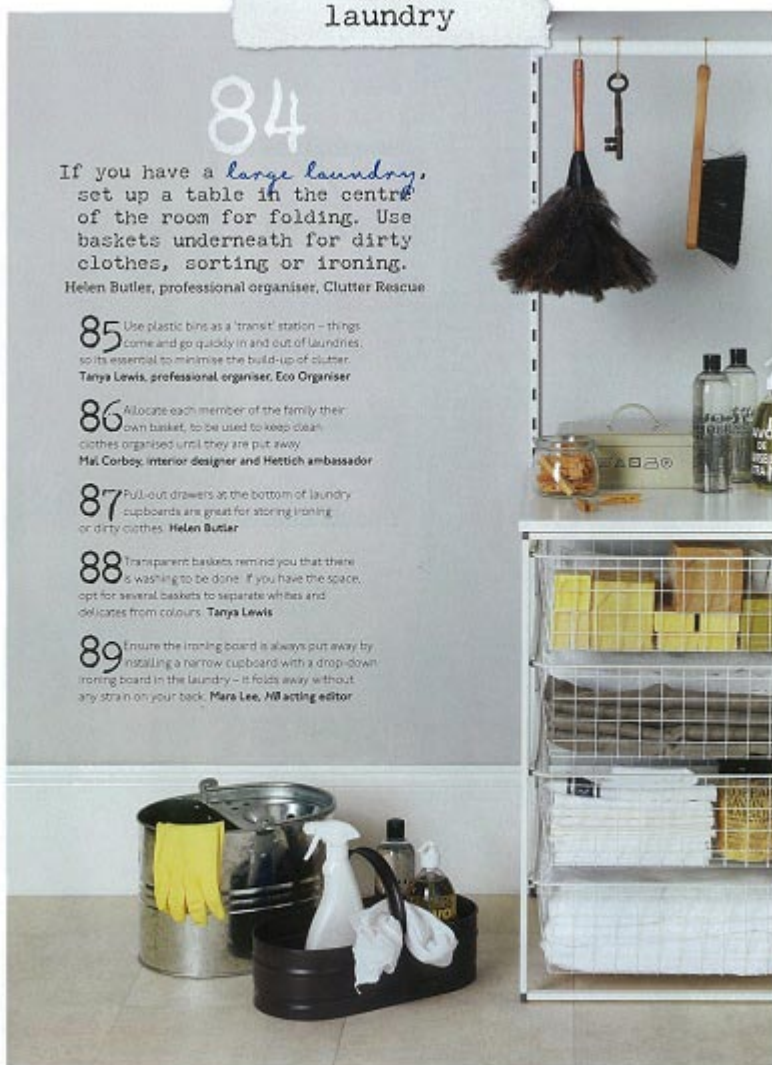 laundry
84
If you have a large laundry,
set up a table in the centre
of the room for folding. Use
baskets underneath for dirty
clothes, sorting or ironing.
Helen Butler, professional organiser, Clutter Rescue
85 Use plastic bins as a 'transit' station – things
come and go quickly in and out of laundries,
so its essential to minimise the build-up of clutter.
Tanya Lewis, professional organiser, Eco Organiser
86 Allocate each member of the family their
own basket, to be used to keep clean
clothes organised until they are put away.
Mal Corboy, interior designer and Hettich ambassador
87 Pull-out drawers at the bottom of laundry
cupboards are great for storing ironing
or dirty clothes. Helen Butler
88 Transparent baskets remind you that there
is washing to be done. If you have the space,
opt for several baskets to separate whites and
delicates from colours. Tanya Lewis
89 Ensure the ironing board is always put away by
installing a narrow cupboard with a drop-down
ironing board in the laundry – it folds away without
any strain on your back. Mara Lee, HB acting editor